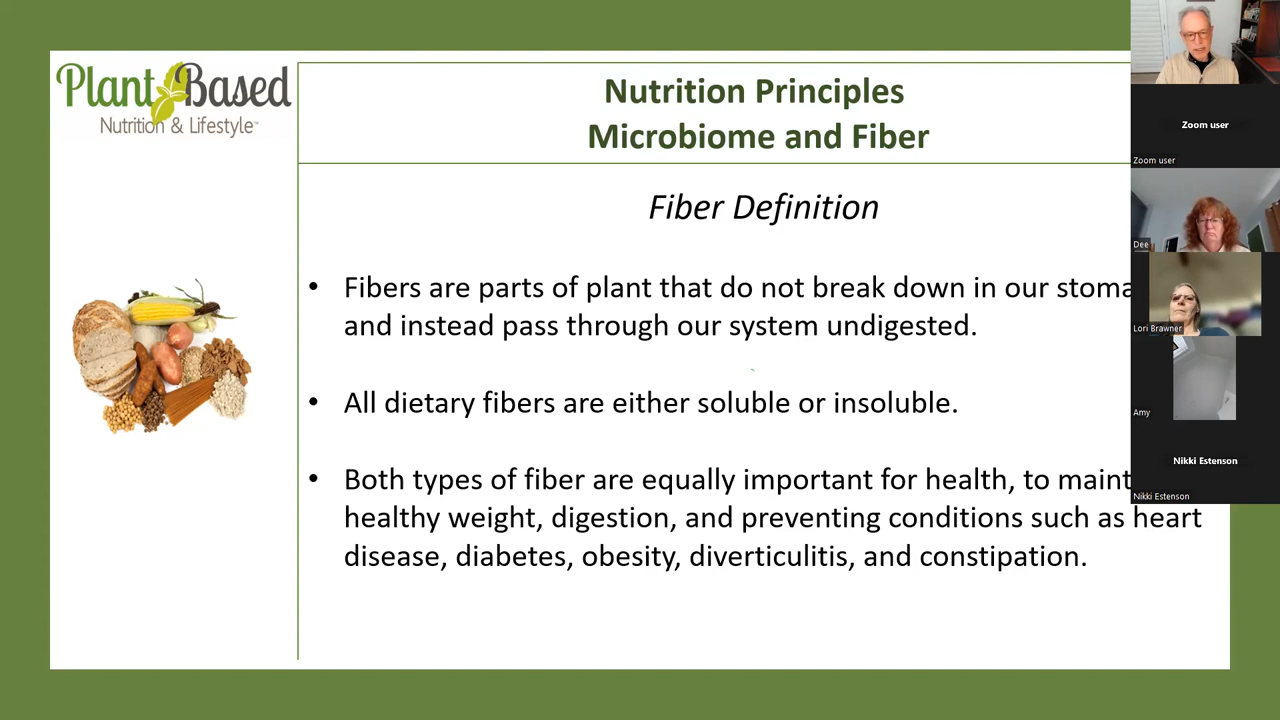 Plant Based
Nutrition & Lifestyle™
Nutrition Principles
Microbiome and Fiber
Fiber Definition
• Fibers are parts of plant that do not break down in our
and instead pass through our system undigested.
• All dietary fibers are either soluble or insoluble.
• Both types of fiber are equally important for health, to
healthy weight, digestion, and preventing conditions such as heart
disease, diabetes, obesity, diverticulitis, and constipation.
Zoom user
Zoom user
Dee
Lori Brawner
Amy
Nikki Estenson
Nikki Estenson